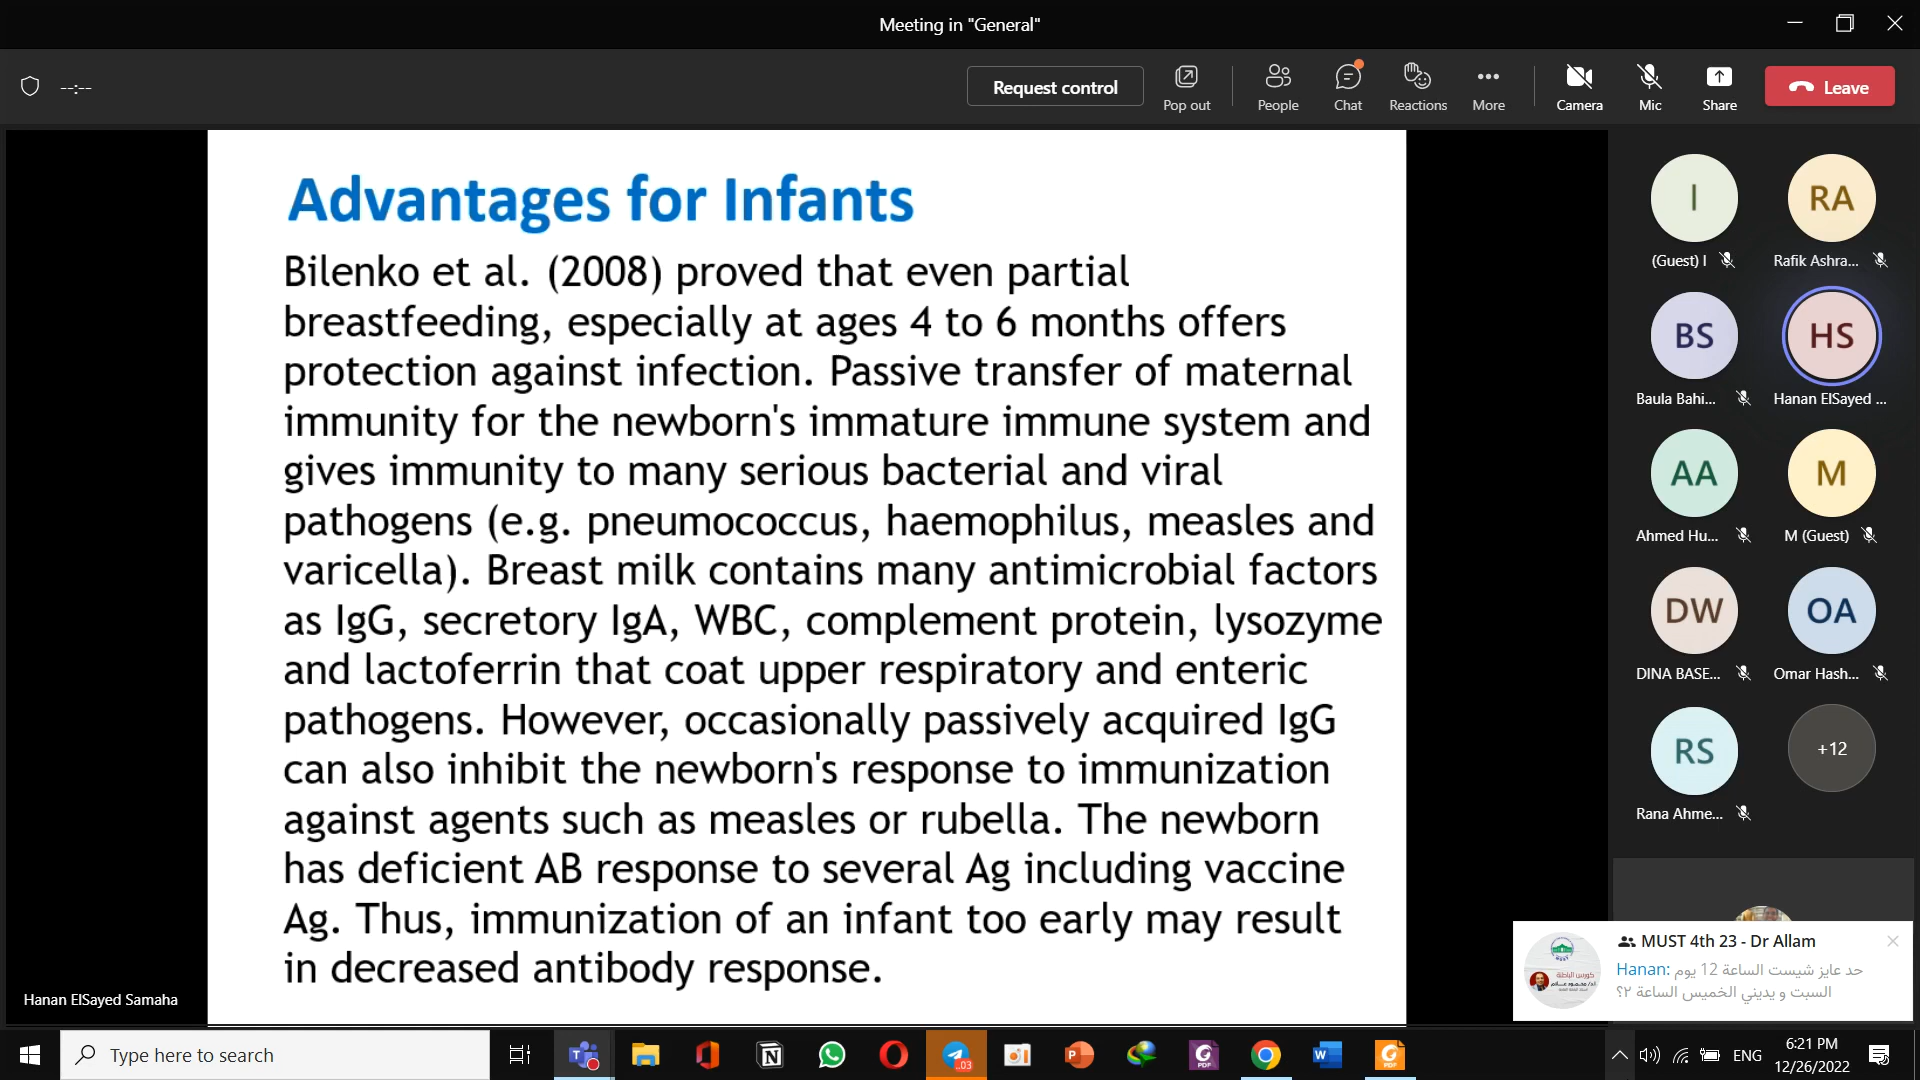 Meeting in "General"
--:--
Request control
Pop out
People
Chat
Reactions
More
Camera
Mic
Share
Leave
Advantages for Infants
Bilenko et al. (2008) proved that even partial
breastfeeding, especially at ages 4 to 6 months offers
protection against infection. Passive transfer of maternal
immunity for the newborn's immature immune system and
gives immunity to many serious bacterial and viral
pathogens (e.g. pneumococcus, haemophilus, measles and
varicella). Breast milk contains many antimicrobial factors
as IgG, secretory IgA, WBC, complement protein, lysozyme
and lactoferrin that coat upper respiratory and enteric
pathogens. However, occasionally passively acquired IgG
can also inhibit the newborn's response to immunization
against agents such as measles or rubella. The newborn
has deficient AB response to several Ag including vaccine
Ag. Thus, immunization of an infant too early may result
in decreased antibody response.
Hanan ElSayed Samaha
I
(Guest) I
RA
Rafik Ashra...
BS
Baula Bahi...
HS
Hanan ElSayed ...
AA
Ahmed Hu...
M
M (Guest)
DW
DINA BASE...
OA
Omar Hash...
RS
Rana Ahme...
+12
MUST 4th 23 - Dr Allam
Hanan: حد عايز شيست الساعة 12 يوم
السبت و يديني الخميس الساعة ٢؟
كورس الباطنة
Type here to search
..03
PDF
ENG
6:21 PM
12/26/2022